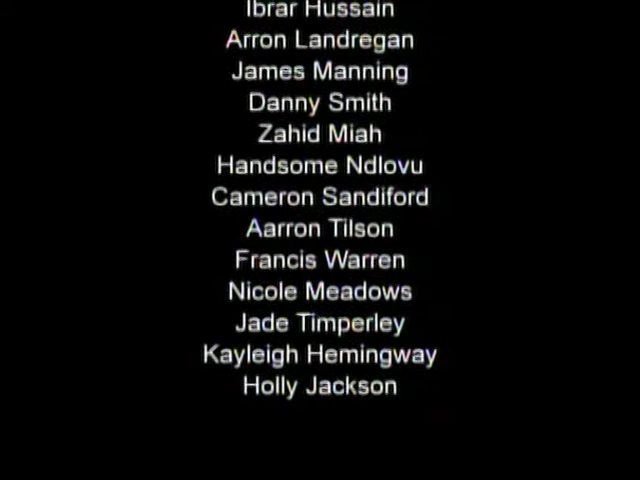 Ibrar Hussain
Arron Landregan
James Manning
Danny Smith
Zahid Miah
Handsome Ndlovu
Cameron Sandiford
Aarron Tilson
Francis Warren
Nicole Meadows
Jade Timperley
Kayleigh Hemingway
Holly Jackson